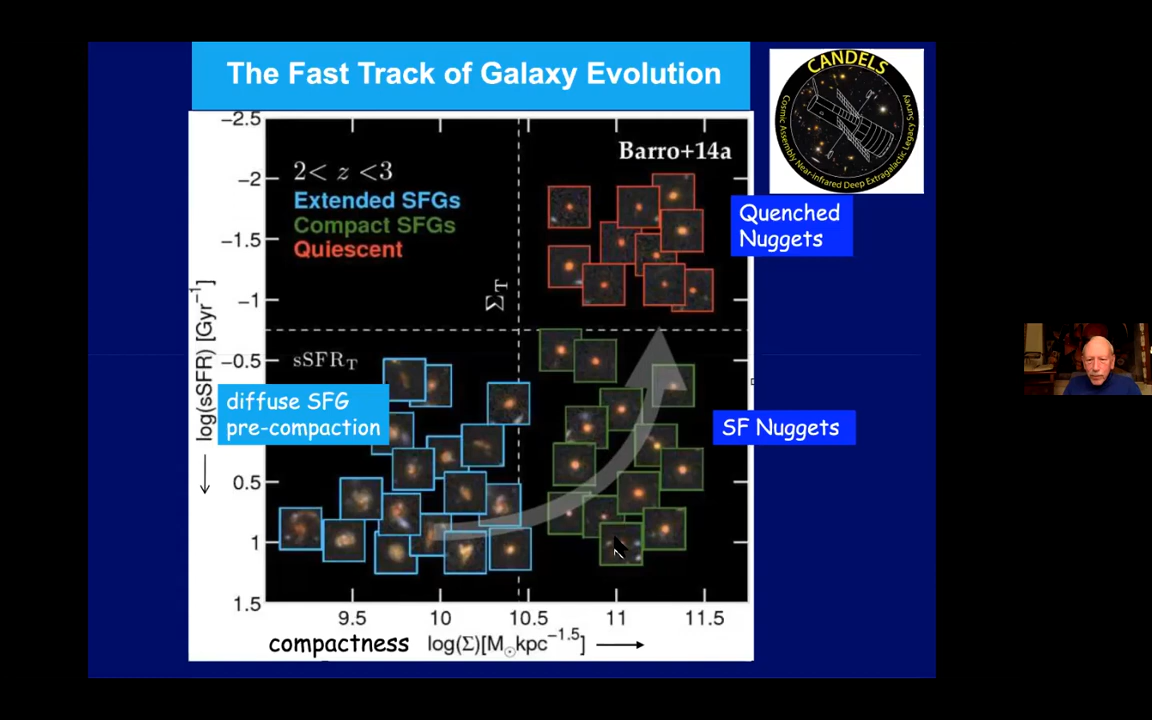 The Fast Track of Galaxy Evolution
CANDELS
Cosmic Assembly Near-infrared Deep Extragalactic Legacy Survey
−2.5
−2
−1.5
−1
−0.5
0.5
1
1.5
log(sSFR) [Gyr−1]
2< z <3
Extended SFGs
Compact SFGs
Quiescent
Barro+14a
ΣT
sSFRT
Quenched
Nuggets
diffuse SFG
pre-compaction
SF Nuggets
9.5
10
10.5
11
11.5
compactness
log(Σ)[M☉kpc−1.5]